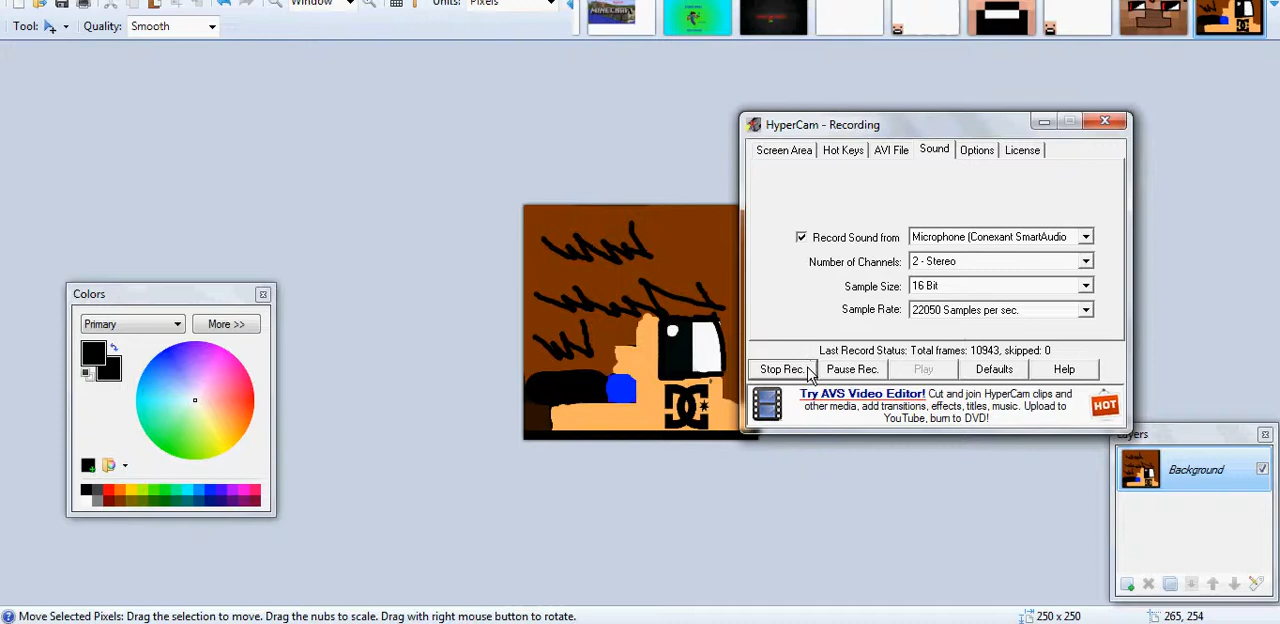 Window
Units: Pixels
Tool:
Quality: Smooth
MINECRAFT
HyperCam - Recording
Screen Area Hot Keys AVI File Sound Options License
Record Sound from Microphone (Conexant SmartAudio
Number of Channels: 2 - Stereo
Sample Size: 16 Bit
Sample Rate: 22050 Samples per sec.
Last Record Status: Total frames: 10943, skipped: 0
Stop Rec. Pause Rec. Play Defaults Help
Try AVS Video Editor! Cut and join HyperCam clips and
other media, add transitions, effects, titles, music. Upload to
YouTube, burn to DVD!
HOT
Colors
Primary More >>
DC
Layers
Background
Move Selected Pixels: Drag the selection to move. Drag the nubs to scale. Drag with right mouse button to rotate.
250 x 250
265, 254